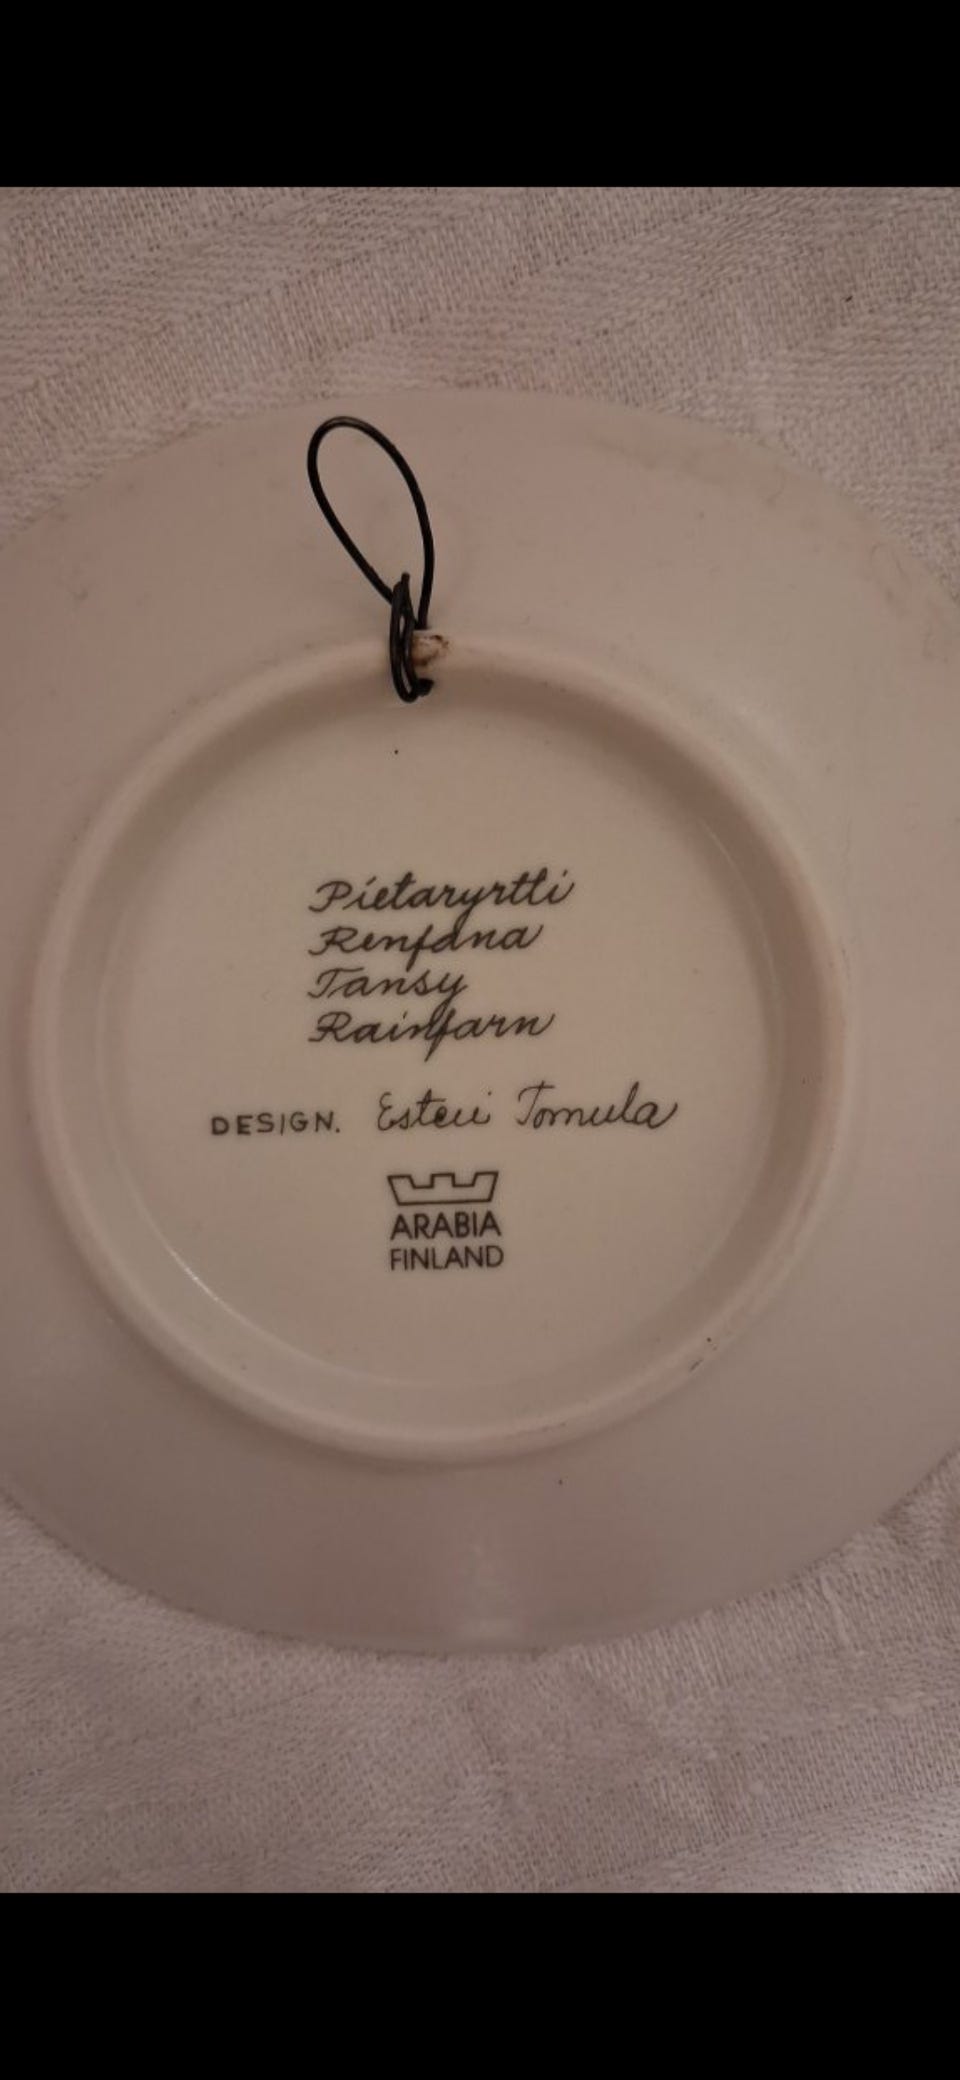 Pietaryrtti
Renfana
Tansy
Rainfarn
DESIGN. Esteri Tomula
ARABIA
FINLAND